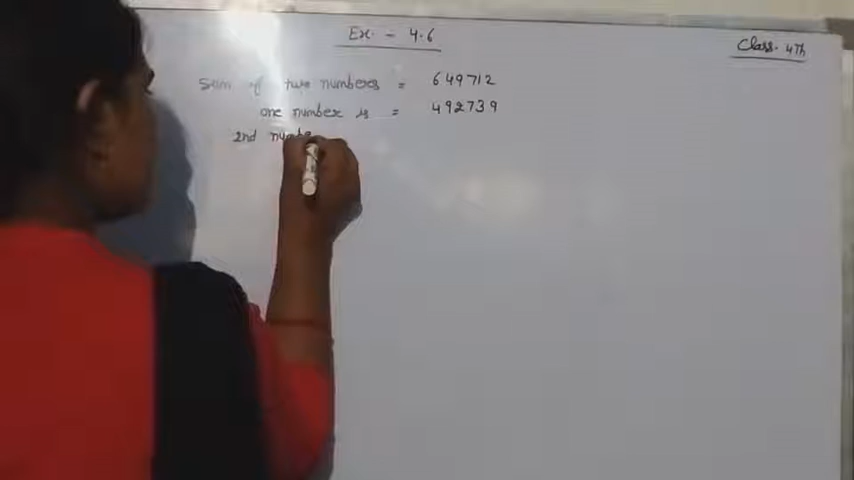 Ex. - 4.6
Class. 4Th
Sum of two numbers = 649712
one number is = 492739
2nd numbe